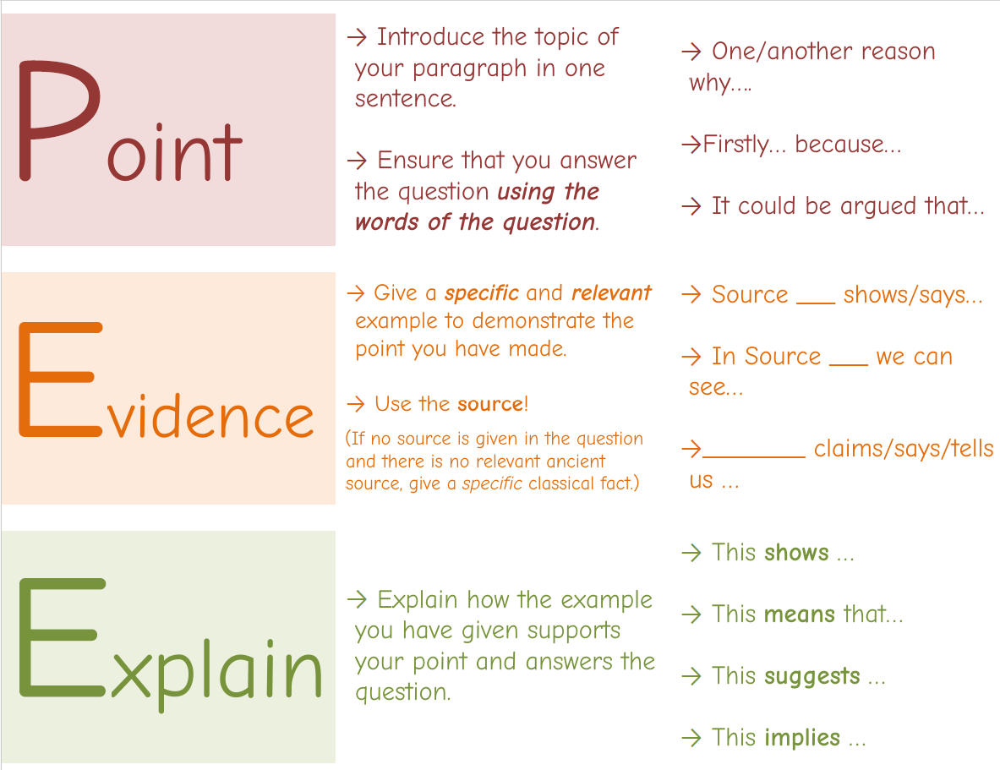 Point
→ Introduce the topic of
your paragraph in one
sentence.
→ Ensure that you answer
the question using the
words of the question.
→ One/another reason
why....
→Firstly... because...
→ It could be argued that...
Evidence
→ Give a specific and relevant
example to demonstrate the
point you have made.
→ Use the source!
(If no source is given in the question
and there is no relevant ancient
source, give a specific classical fact.)
→ Source ___ shows/says...
→ In Source ___ we can
see...
→________ claims/says/tells
us ...
Explain
→ Explain how the example
you have given supports
your point and answers the
question.
→ This shows ...
→ This means that...
→ This suggests ...
→ This implies ...